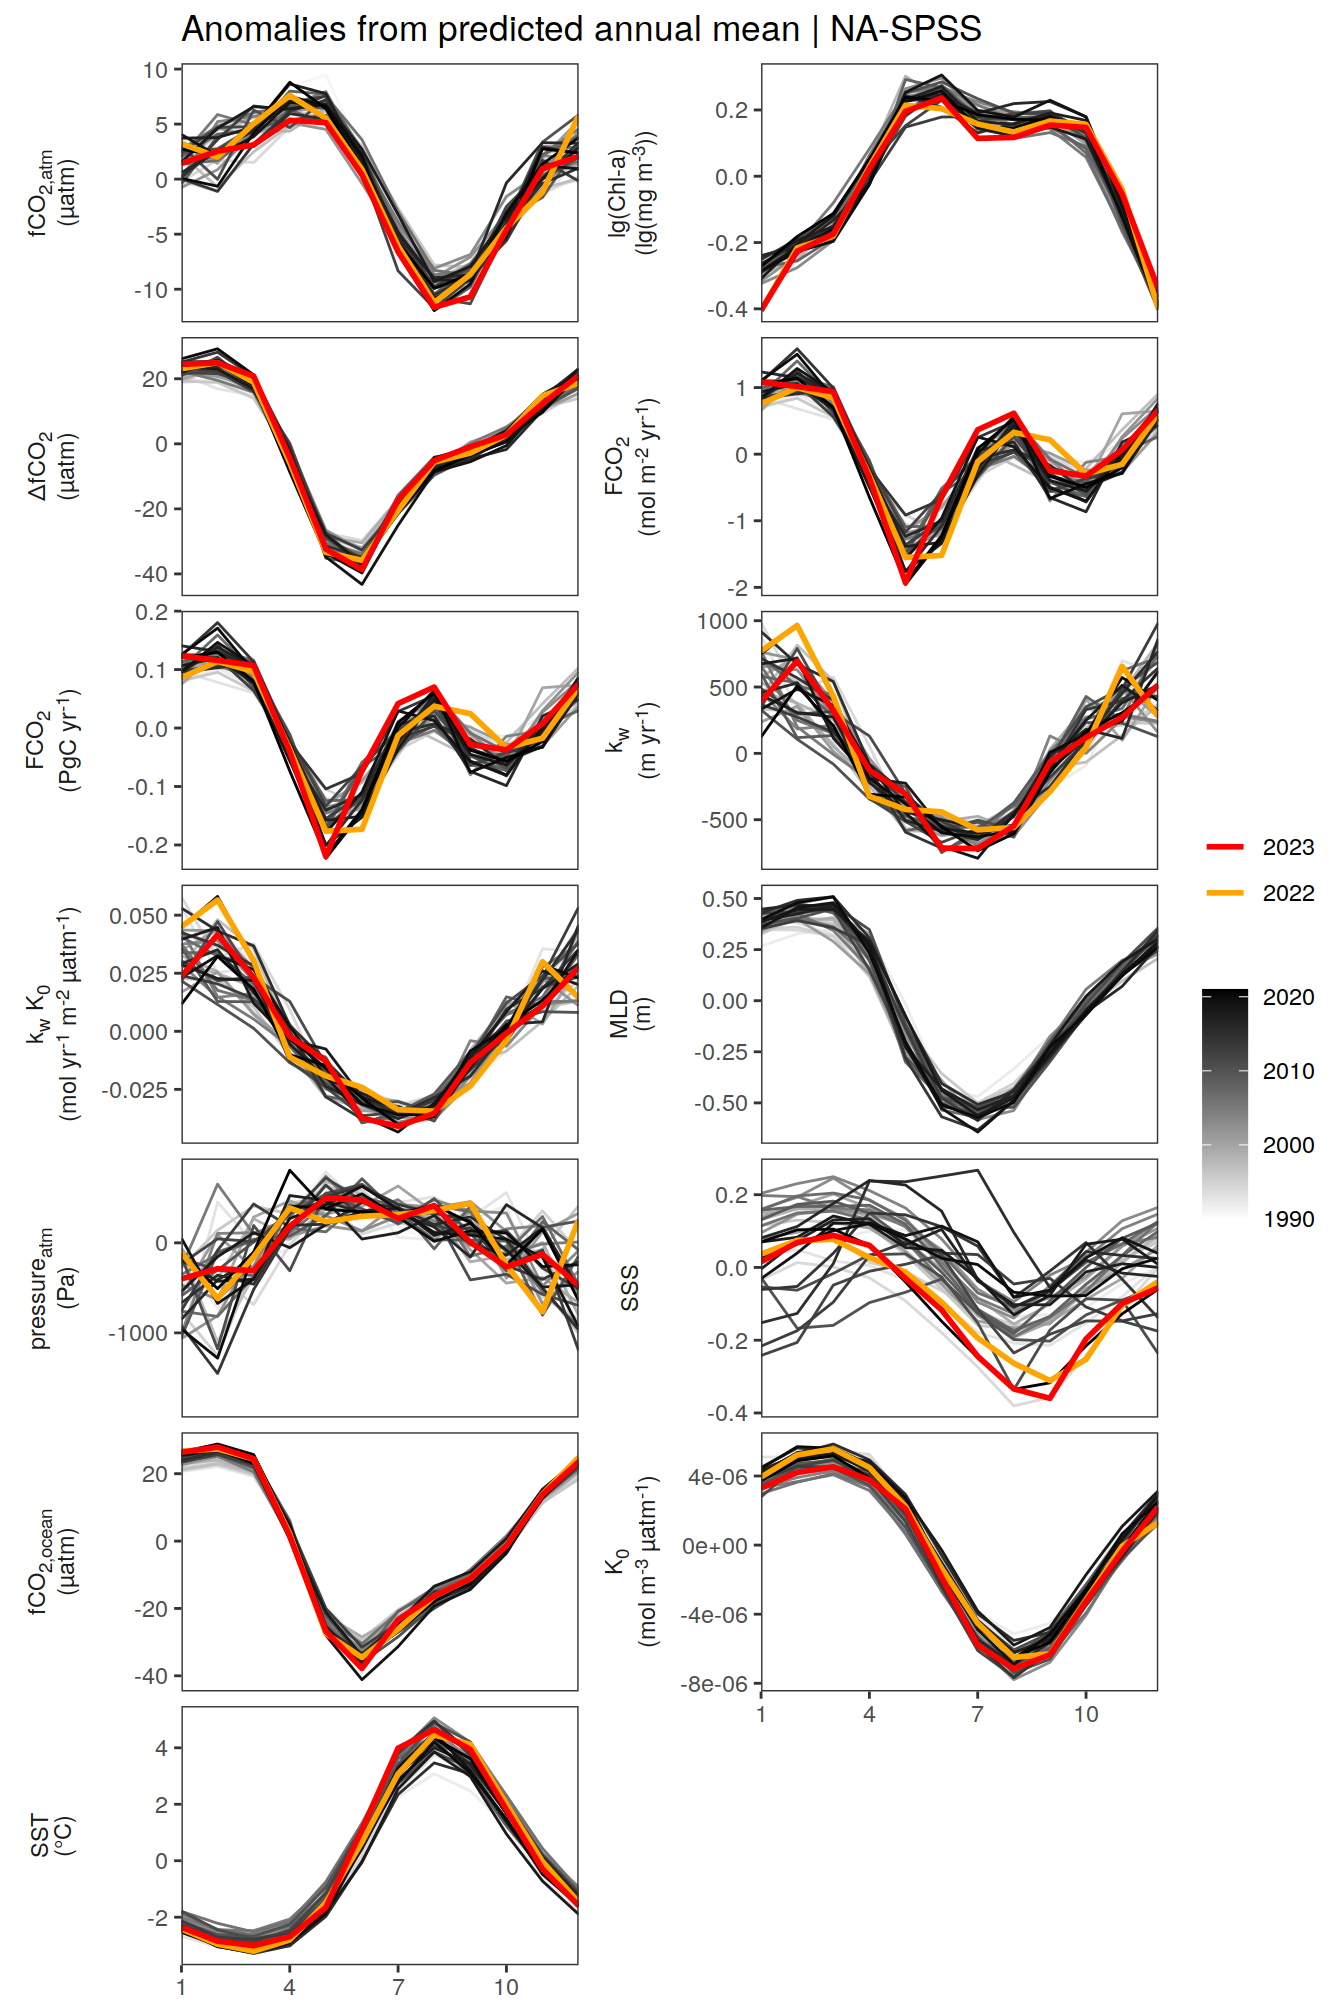 Anomalies from predicted annual mean | NA-SPSS
fCO2,atm
(µatm)
10
5
0
-5
-10
lg(Chl-a)
(lg(mg m-3))
0.2
0.0
-0.2
-0.4
ΔfCO2
(µatm)
20
0
-20
-40
FCO2
(mol m-2 yr-1)
1
0
-1
-2
FCO2
(PgC yr-1)
0.2
0.1
0.0
-0.1
-0.2
kw
(m yr-1)
1000
500
0
-500
kw K0
(mol yr-1 m-2 µatm-1)
0.050
0.025
0.000
-0.025
MLD
(m)
0.50
0.25
0.00
-0.25
-0.50
pressureatm
(Pa)
0
-1000
SSS
0.2
0.0
-0.2
-0.4
fCO2,ocean
(µatm)
20
0
-20
-40
K0
(mol m-3 µatm-1)
4e-06
0e+00
-4e-06
-8e-06
1 4 7 10
SST
(°C)
4
2
0
-2
1 4 7 10
2023
2022
2020
2010
2000
1990